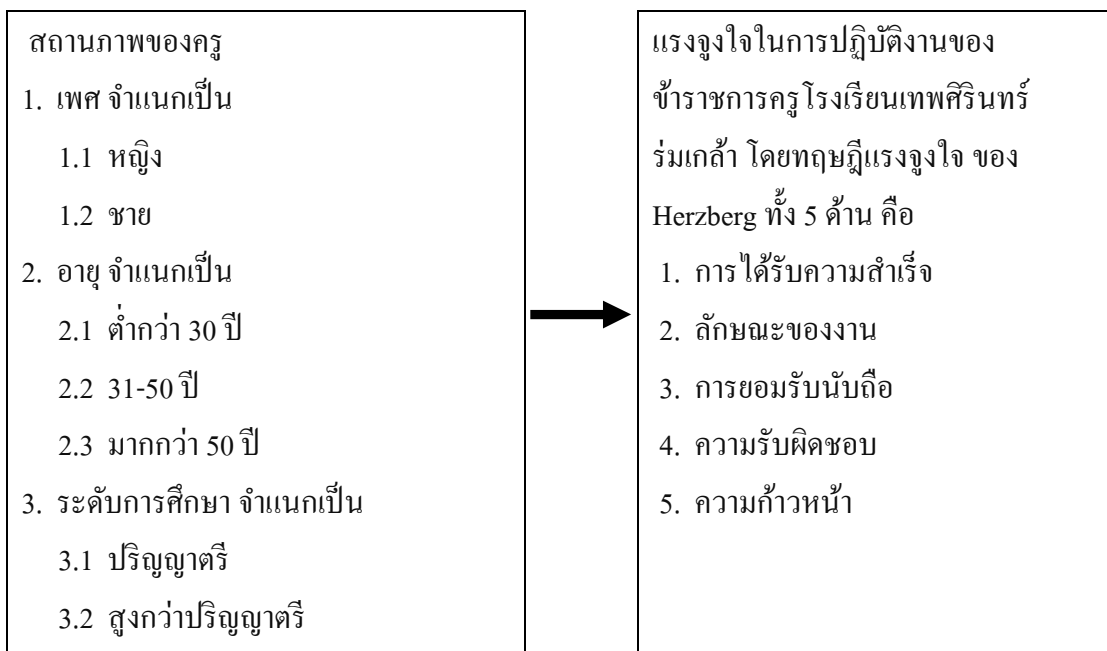 สถานภาพของครู
1. เพศ จำแนกเป็น
1.1 หญิง
1.2 ชาย
2. อายุ จำแนกเป็น
2.1 ต่ำกว่า 30 ปี
2.2 31-50 ปี
2.3 มากกว่า 50 ปี
3. ระดับการศึกษา จำแนกเป็น
3.1 ปริญญาตรี
3.2 สูงกว่าปริญญาตรี
แรงจูงใจในการปฏิบัติงานของ
ข้าราชการครูโรงเรียนเทพศิรินทร์
ร่มเกล้า โดยทฤษฎีแรงจูงใจ ของ
Herzberg ทั้ง 5 ด้าน คือ
1. การได้รับความสำเร็จ
2. ลักษณะของงาน
3. การยอมรับนับถือ
4. ความรับผิดชอบ
5. ความก้าวหน้า